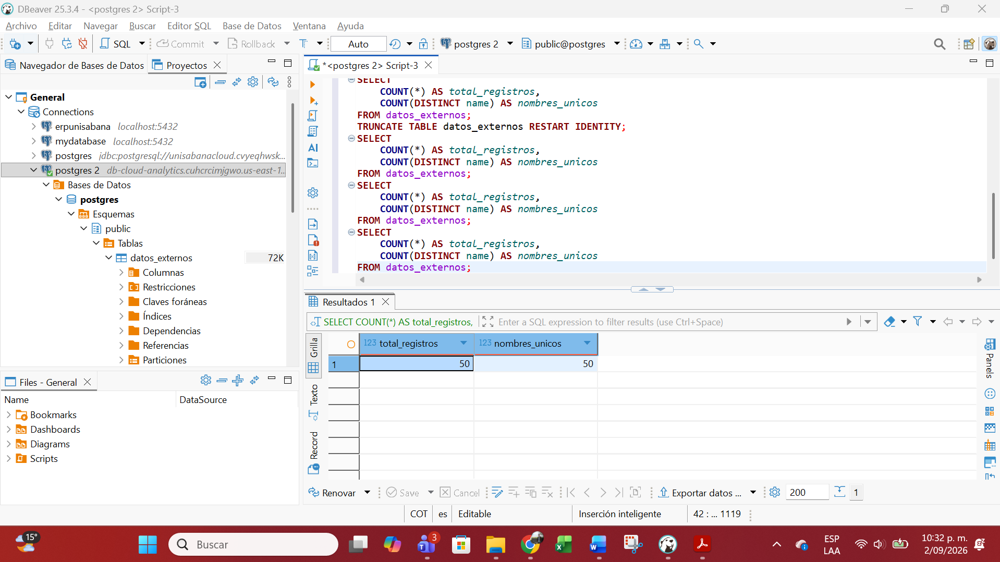 DBeaver 25.3.4 - <postgres 2> Script-3
Archivo Editar Navegar Buscar Editor SQL Base de Datos Ventana Ayuda
SQL Commit Rollback Auto postgres 2 public@postgres
Navegador de Bases de Datos Proyectos
General
Connections
erpunisabana localhost:5432
mydatabase localhost:5432
postgres jdbc:postgresql://unisabanacloud.cvyeqhwsk...
postgres 2 db-cloud-analytics.cuhcrcimjgwo.us-east-1...
Bases de Datos
postgres
Esquemas
public
Tablas
datos_externos 72K
Columnas
Restricciones
Claves foráneas
Índices
Dependencias
Referencias
Particiones
Files - General
Name DataSource
Bookmarks
Dashboards
Diagrams
Scripts
*<postgres 2> Script-3
SELECT
COUNT(*) AS total_registros,
COUNT(DISTINCT name) AS nombres_unicos
FROM datos_externos;
TRUNCATE TABLE datos_externos RESTART IDENTITY;
SELECT
COUNT(*) AS total_registros,
COUNT(DISTINCT name) AS nombres_unicos
FROM datos_externos;
SELECT
COUNT(*) AS total_registros,
COUNT(DISTINCT name) AS nombres_unicos
FROM datos_externos;
SELECT
COUNT(*) AS total_registros,
COUNT(DISTINCT name) AS nombres_unicos
FROM datos_externos;
AI
Resultados 1
SELECT COUNT(*) AS total_registros, Enter a SQL expression to filter results (use Ctrl+Space)
Grilla
Texto
Record
123 total_registros 123 nombres_unicos
1 50 50
Panels
Renovar Save Cancel Exportar datos ... 200 1
COT es Editable Inserción inteligente 42 : ... 1119
15°
Buscar
3
ESP
LAA
10:32 p. m.
2/09/2026